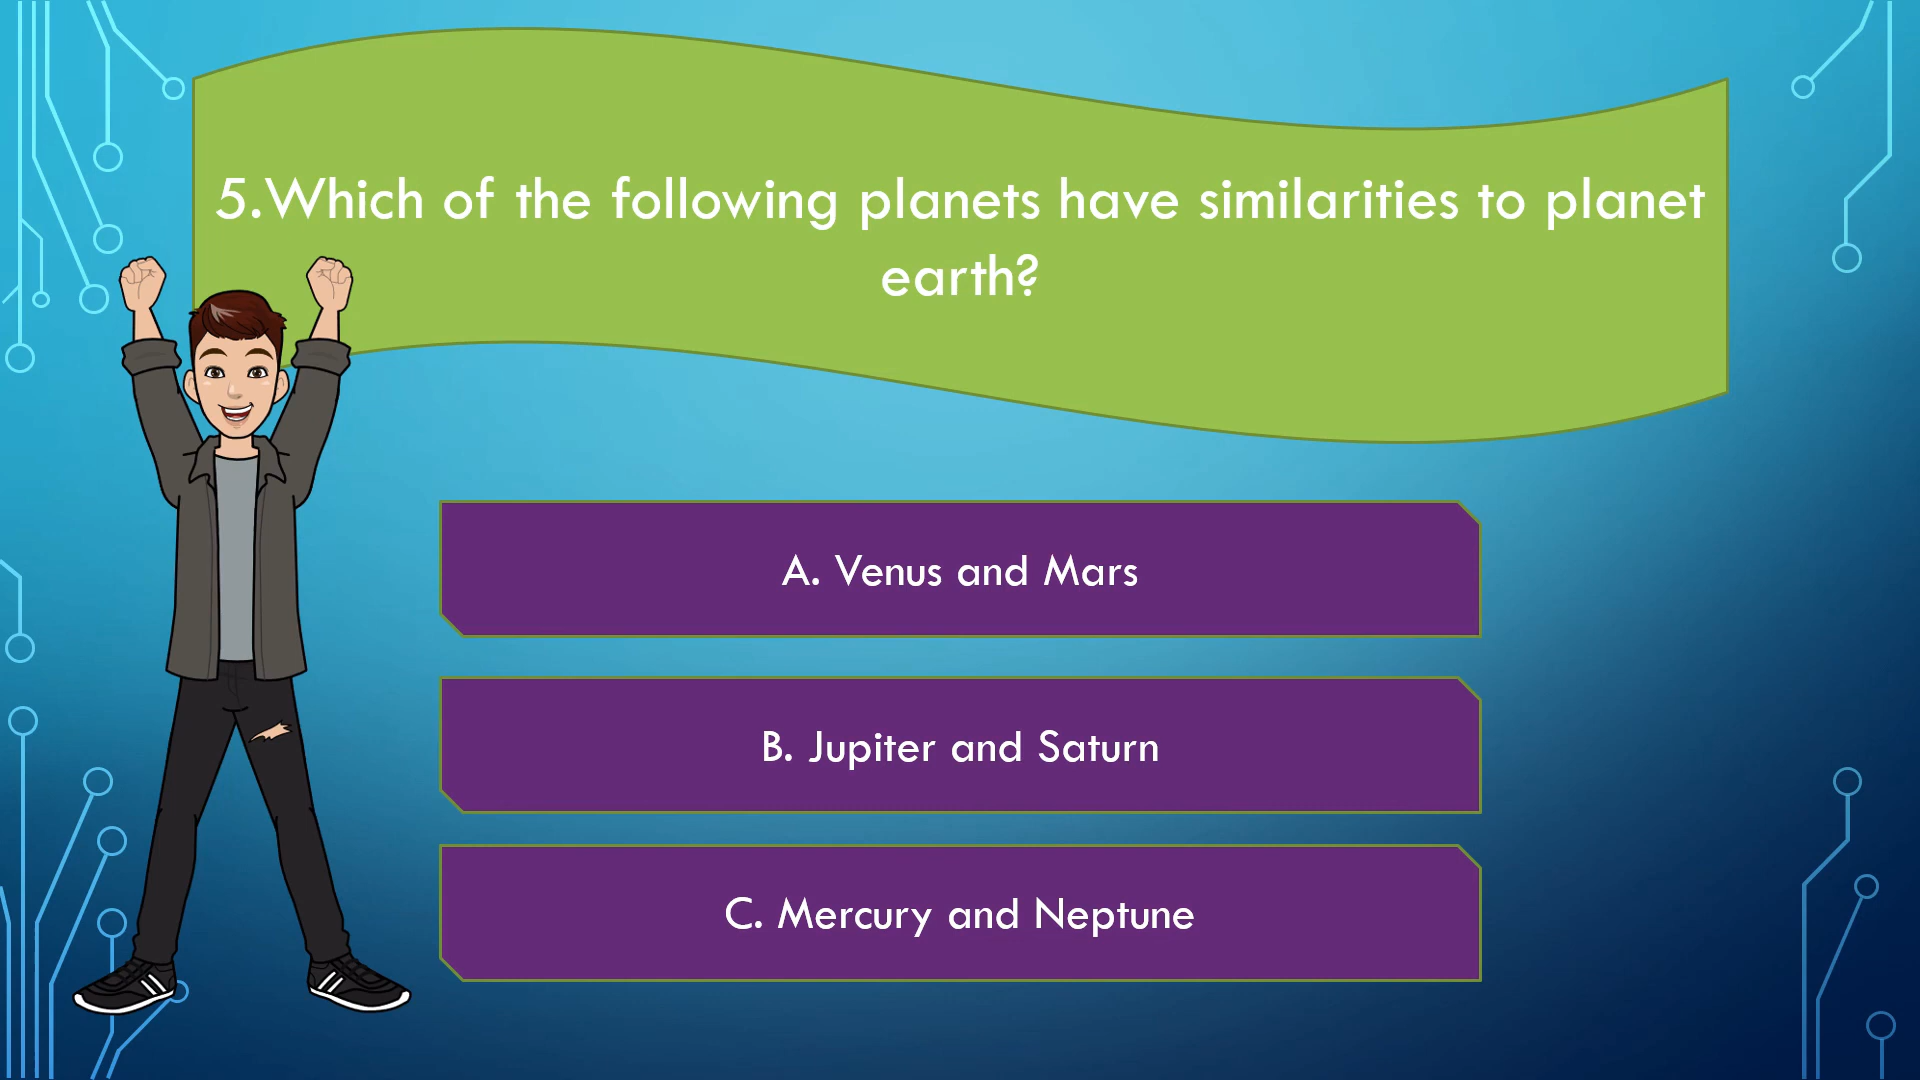 5.Which of the following planets have similarities to planet
earth?
A. Venus and Mars
B. Jupiter and Saturn
C. Mercury and Neptune